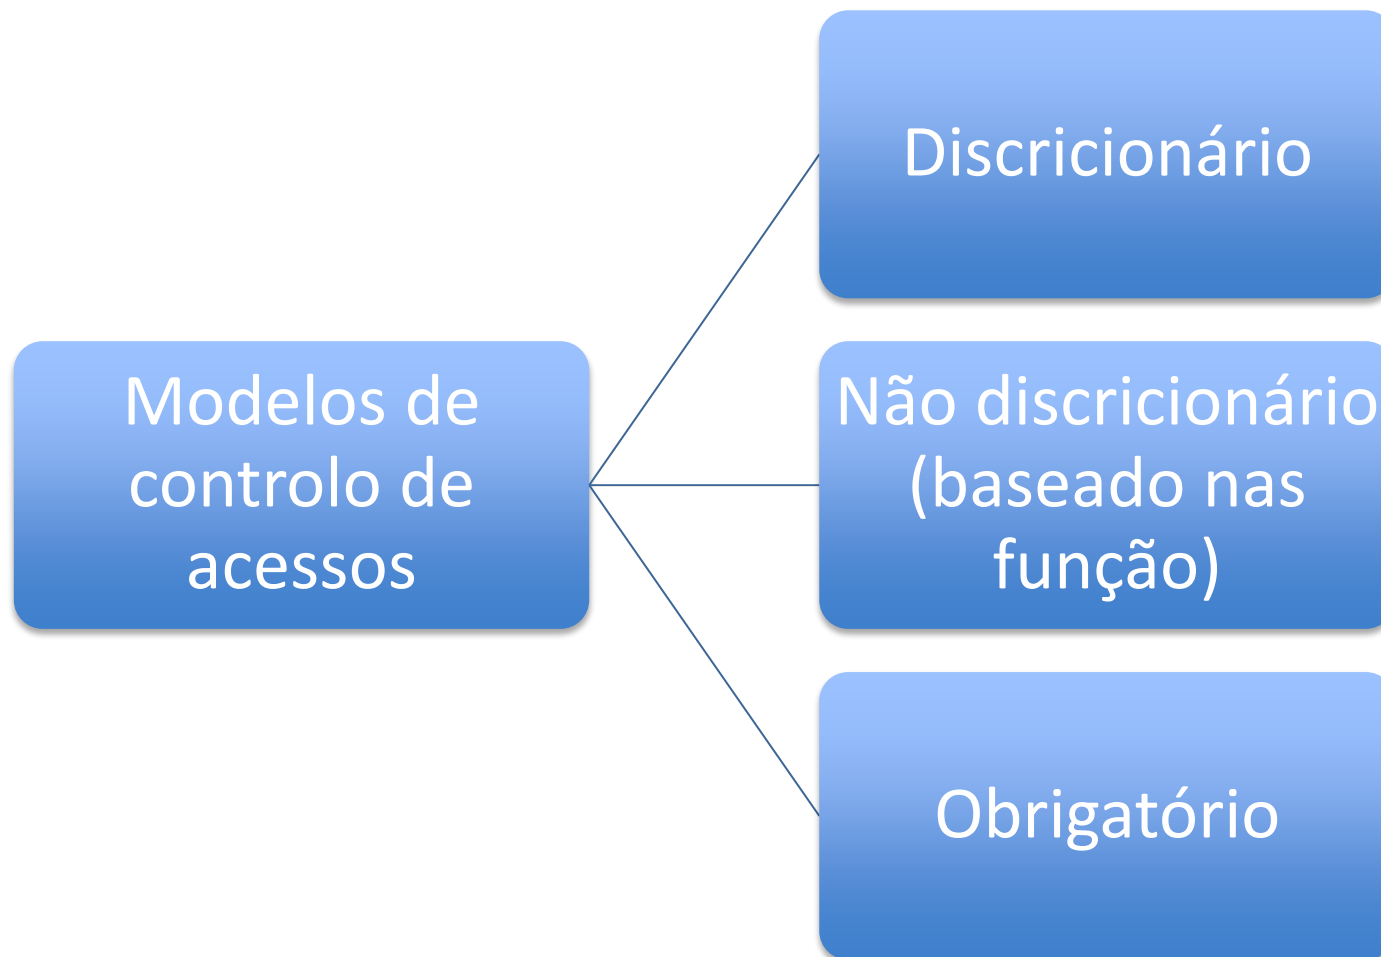 Discricionário
Modelos de
controlo de
acessos
Não discricionário
(baseado nas
função)
Obrigatório